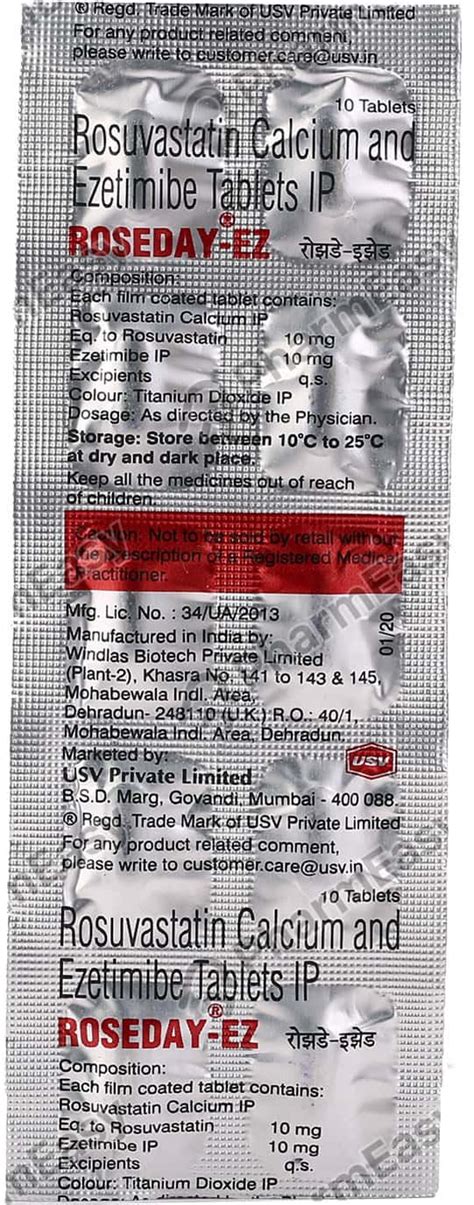 ® Regd. Trade Mark of USV Private Limited
For any product related comment,
please write to customer.care@usv.in
10 Tablets
Rosuvastatin Calcium and
Ezetimibe Tablets IP
ROSEDAY®-EZ रोझडे-इझेड
Composition:
Each film coated tablet contains:
Rosuvastatin Calcium IP
Eq. to Rosuvastatin 10 mg
Ezetimibe IP 10 mg
Excipients q.s.
Colour: Titanium Dioxide IP
Dosage: As directed by the Physician.
Storage: Store between 10°C to 25°C
at dry and dark place.
Keep all the medicines out of reach
of children.
Caution: Not to be sold by retail without
the prescription of a Registered Medical
Practitioner.
Mfg. Lic. No. : 34/UA/2013
Manufactured in India by:
Windlas Biotech Private Limited
(Plant-2), Khasra No. 141 to 143 & 145,
Mohabewala Indl. Area,
Dehradun- 248110 (U.K.) R.O.: 40/1,
Mohabewala Indl. Area, Dehradun.
01/20
Marketed by:
USV Private Limited
USV
B.S.D. Marg, Govandi, Mumbai - 400 088.
® Regd. Trade Mark of USV Private Limited
For any product related comment,
please write to customer.care@usv.in
10 Tablets
Rosuvastatin Calcium and
Ezetimibe Tablets IP
ROSEDAY®-EZ रोझडे-इझेड
Composition:
Each film coated tablet contains:
Rosuvastatin Calcium IP
Eq. to Rosuvastatin 10 mg
Ezetimibe IP 10 mg
Excipients q.s.
Colour: Titanium Dioxide IP
PharmEasy